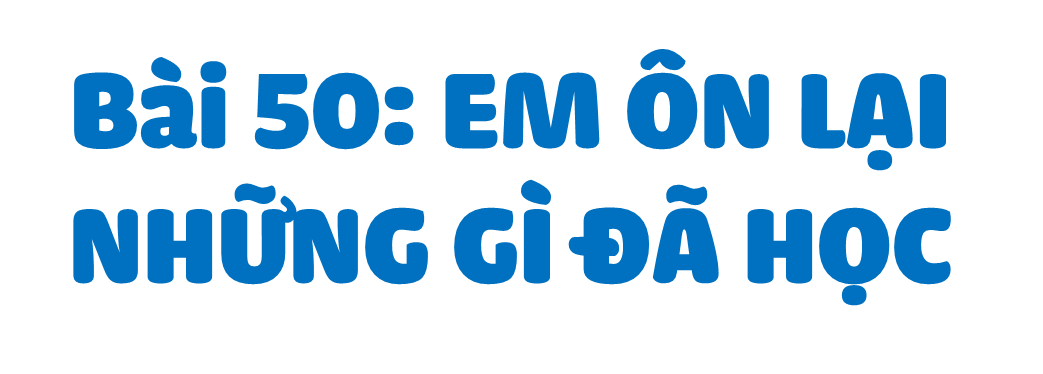 Bài 50: EM ÔN LẠI
NHỮNG GÌ ĐÃ HỌC